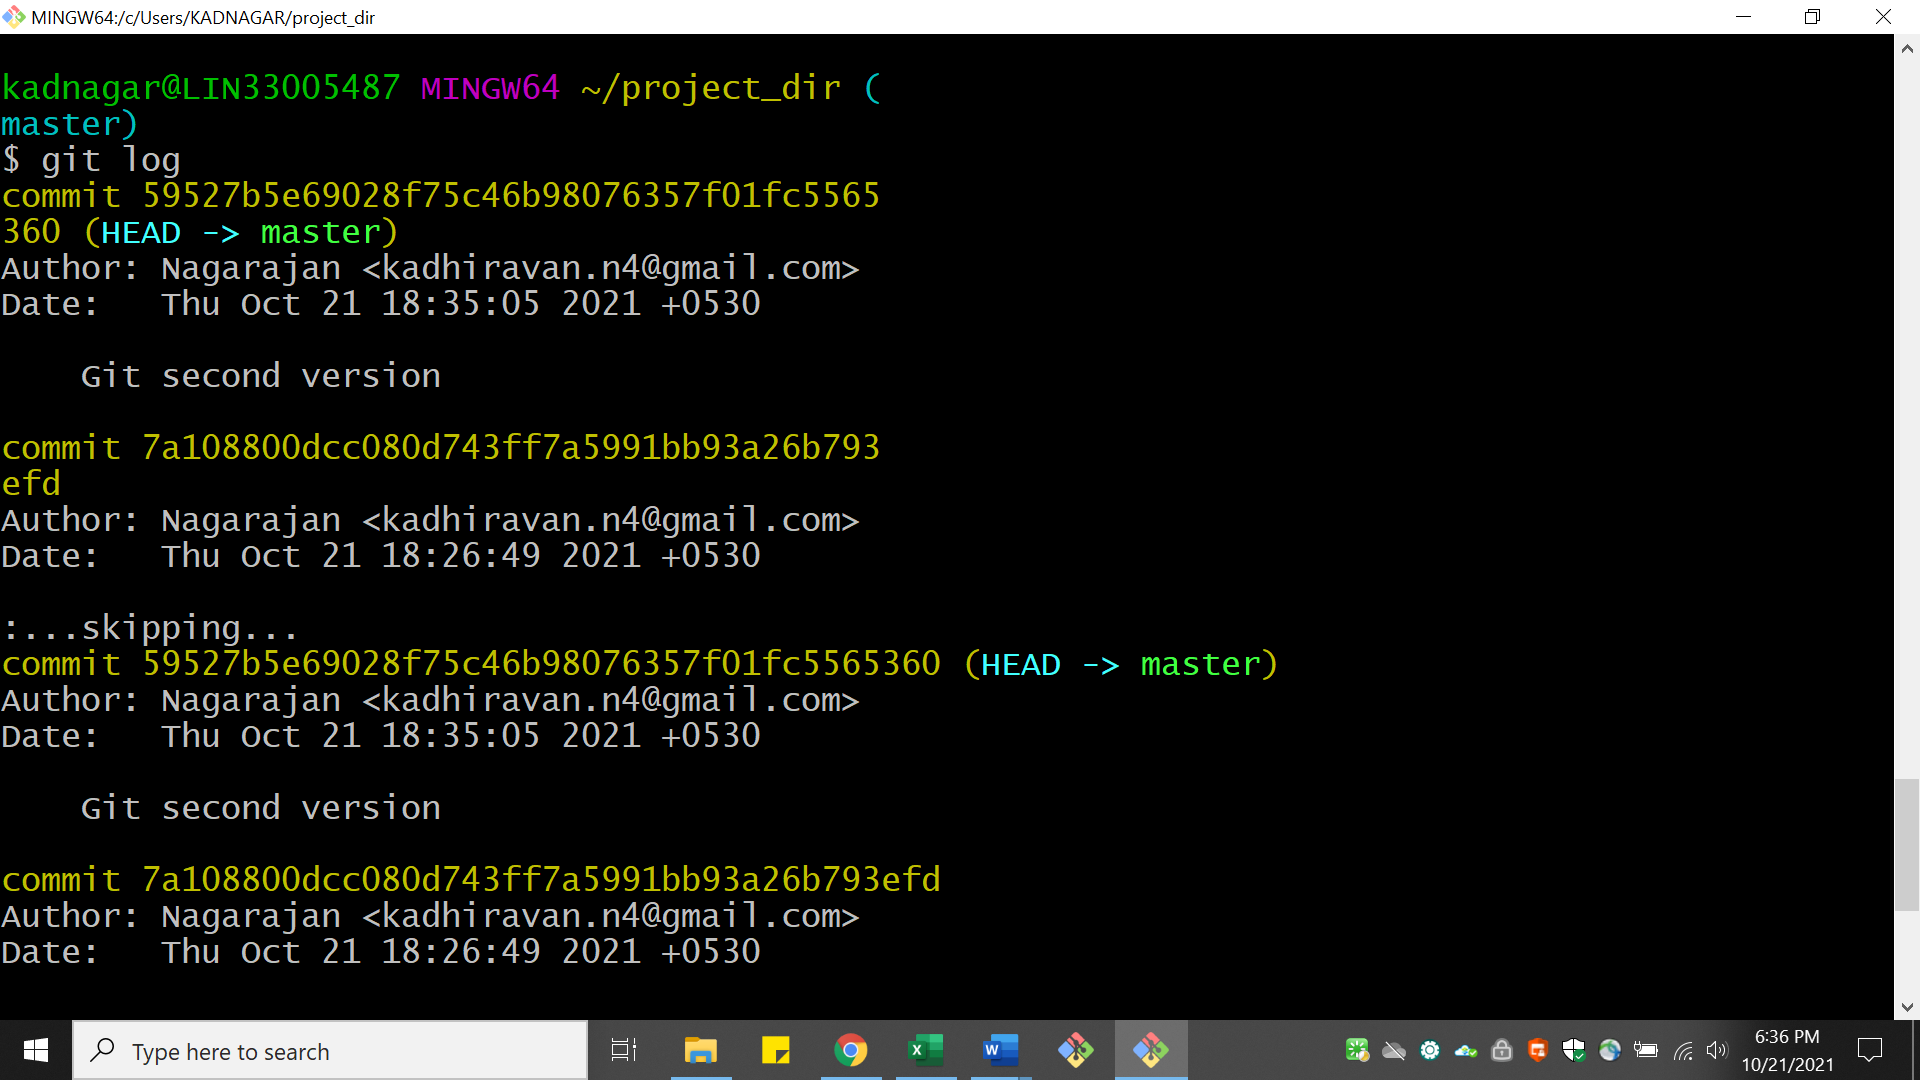 MINGW64:/c/Users/KADNAGAR/project_dir
kadnagar@LIN33005487 MINGW64 ~/project_dir (
master)
$ git log
commit 59527b5e69028f75c46b98076357f01fc5565
360 (HEAD -> master)
Author: Nagarajan <kadhiravan.n4@gmail.com>
Date:   Thu Oct 21 18:35:05 2021 +0530
    Git second version
commit 7a108800dcc080d743ff7a5991bb93a26b793
efd
Author: Nagarajan <kadhiravan.n4@gmail.com>
Date:   Thu Oct 21 18:26:49 2021 +0530
:...skipping...
commit 59527b5e69028f75c46b98076357f01fc5565360 (HEAD -> master)
Author: Nagarajan <kadhiravan.n4@gmail.com>
Date:   Thu Oct 21 18:35:05 2021 +0530
    Git second version
commit 7a108800dcc080d743ff7a5991bb93a26b793efd
Author: Nagarajan <kadhiravan.n4@gmail.com>
Date:   Thu Oct 21 18:26:49 2021 +0530
Type here to search
6:36 PM
10/21/2021